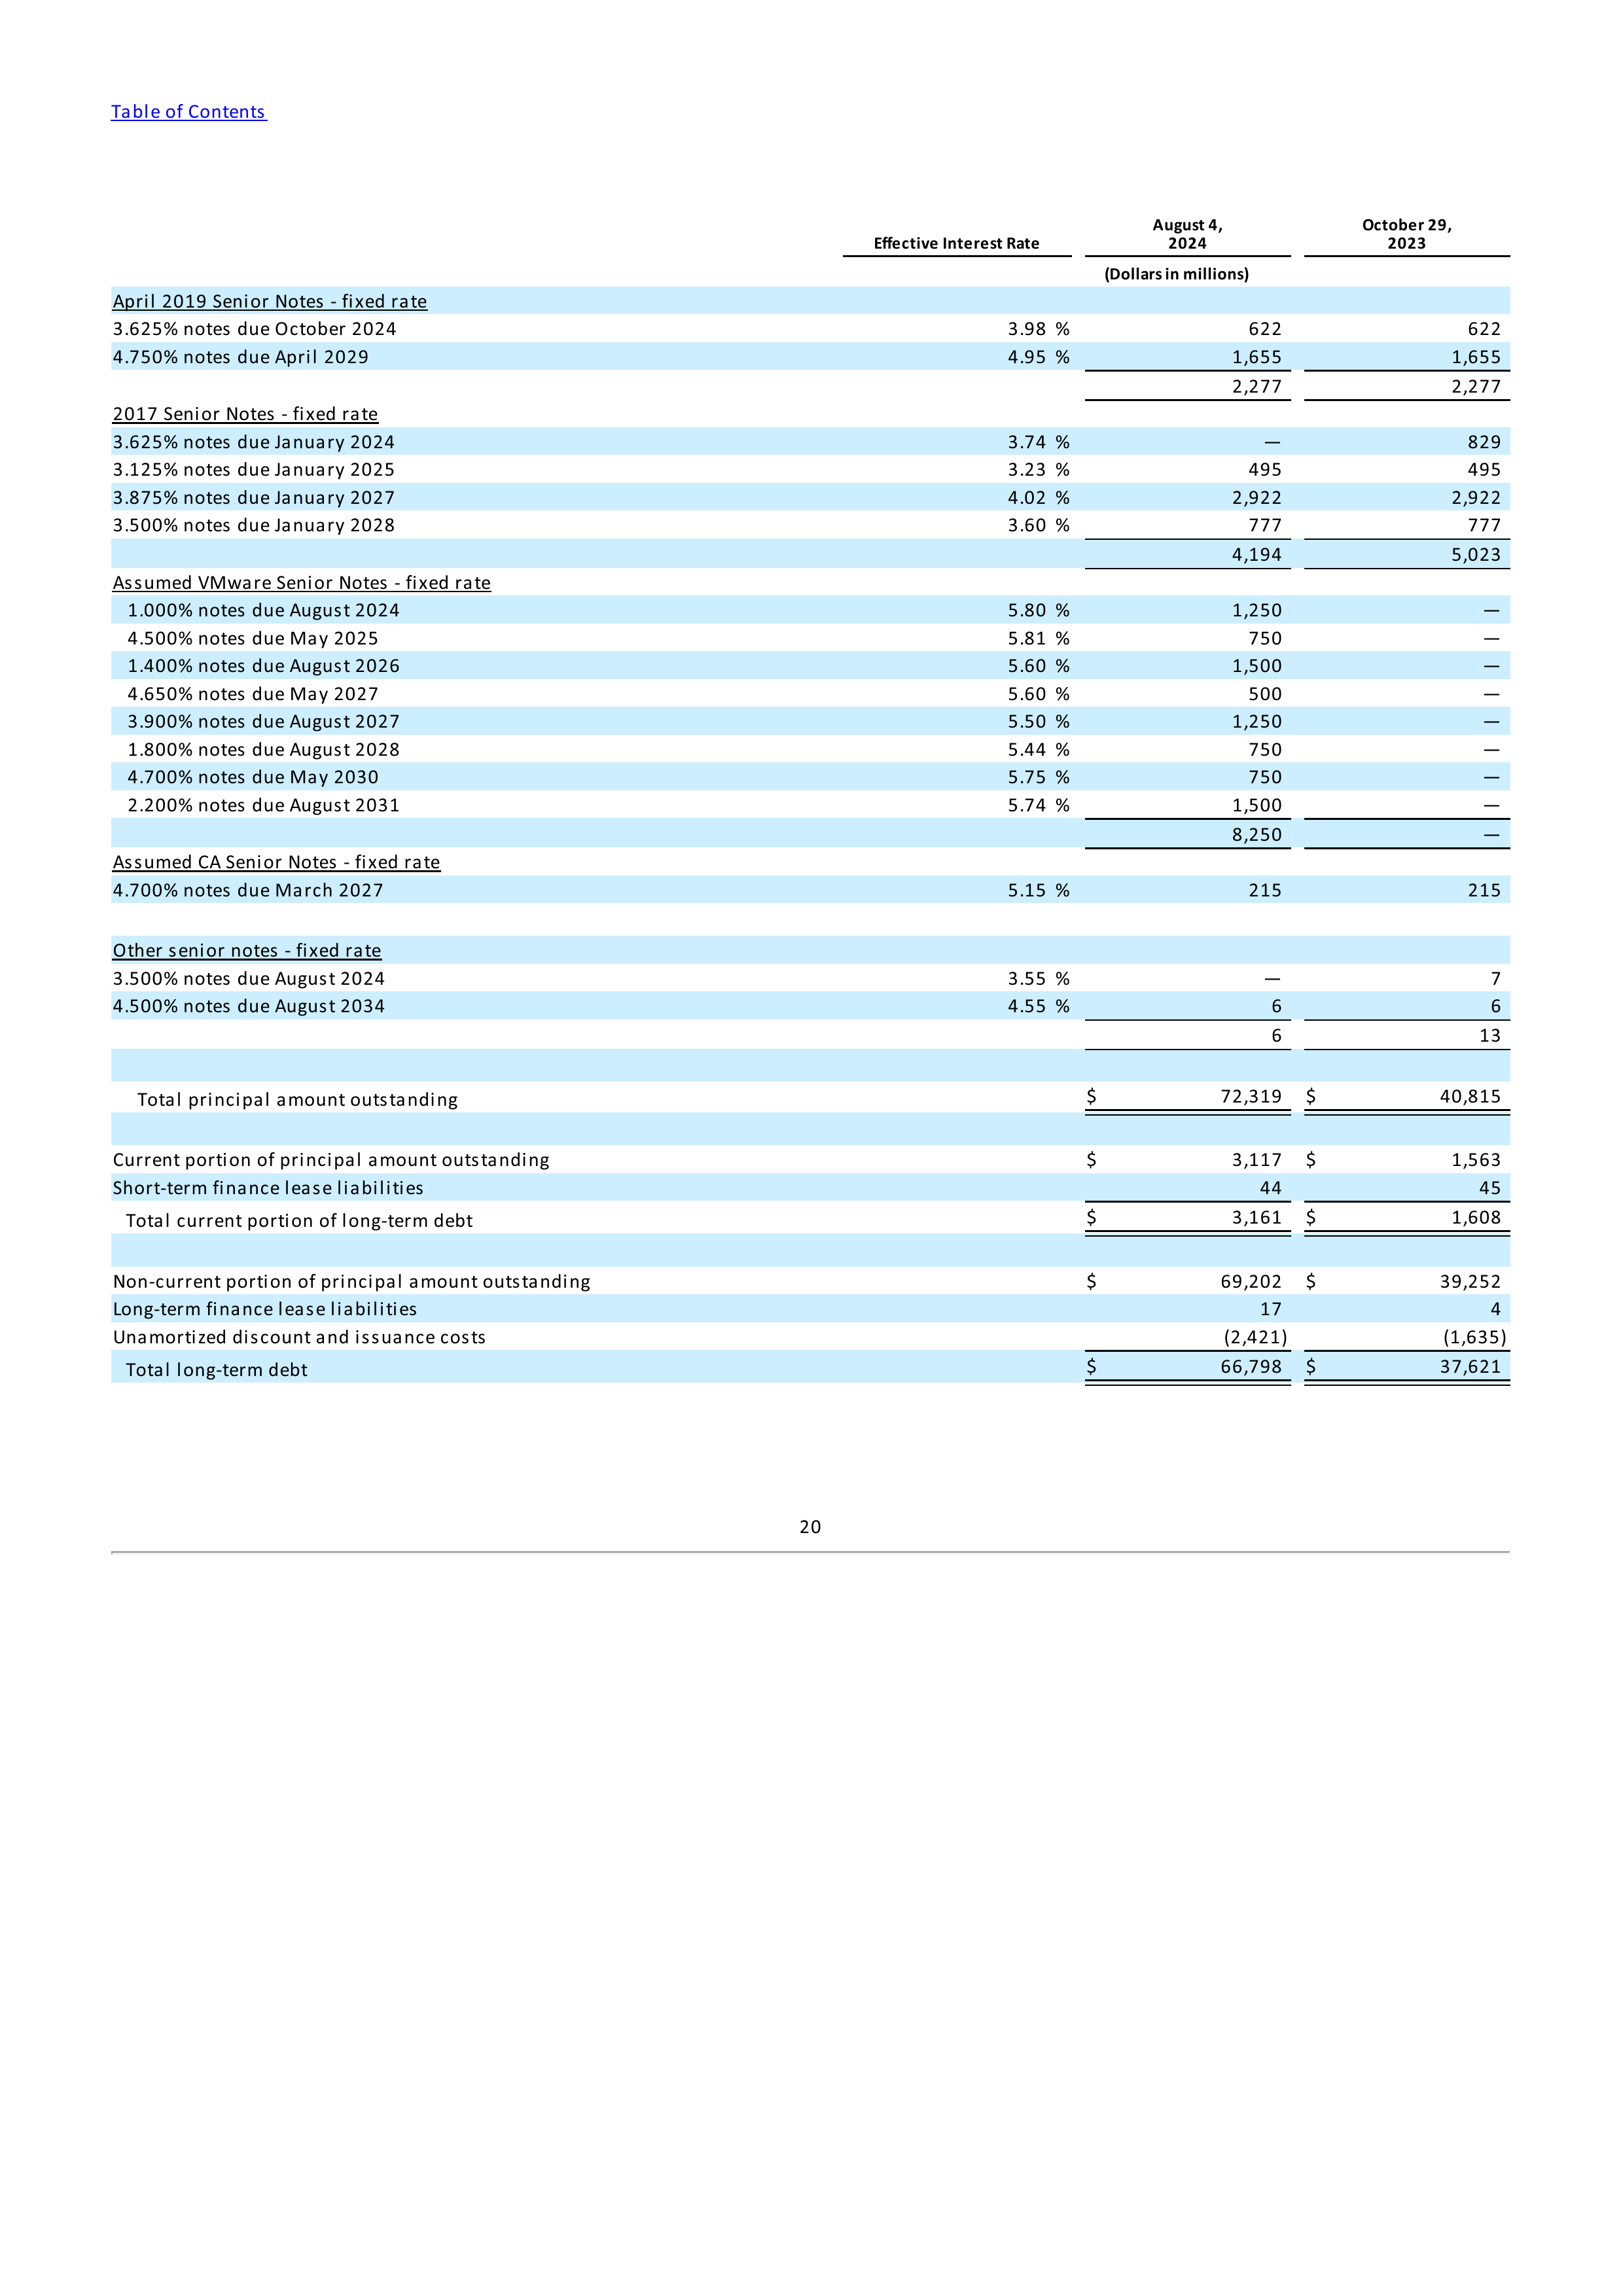 Table of Contents
Effective Interest Rate August 4, 2024 October 29, 2023
(Dollars in millions)
April 2019 Senior Notes - fixed rate
3.625% notes due October 2024 3.98 % 622 622
4.750% notes due April 2029 4.95 % 1,655 1,655
2,277 2,277
2017 Senior Notes - fixed rate
3.625% notes due January 2024 3.74 % — 829
3.125% notes due January 2025 3.23 % 495 495
3.875% notes due January 2027 4.02 % 2,922 2,922
3.500% notes due January 2028 3.60 % 777 777
4,194 5,023
Assumed VMware Senior Notes - fixed rate
1.000% notes due August 2024 5.80 % 1,250 —
4.500% notes due May 2025 5.81 % 750 —
1.400% notes due August 2026 5.60 % 1,500 —
4.650% notes due May 2027 5.60 % 500 —
3.900% notes due August 2027 5.50 % 1,250 —
1.800% notes due August 2028 5.44 % 750 —
4.700% notes due May 2030 5.75 % 750 —
2.200% notes due August 2031 5.74 % 1,500 —
8,250 —
Assumed CA Senior Notes - fixed rate
4.700% notes due March 2027 5.15 % 215 215
Other senior notes - fixed rate
3.500% notes due August 2024 3.55 % — 7
4.500% notes due August 2034 4.55 % 6 6
6 13
Total principal amount outstanding $ 72,319 $ 40,815
Current portion of principal amount outstanding $ 3,117 $ 1,563
Short-term finance lease liabilities 44 45
Total current portion of long-term debt $ 3,161 $ 1,608
Non-current portion of principal amount outstanding $ 69,202 $ 39,252
Long-term finance lease liabilities 17 4
Unamortized discount and issuance costs (2,421) (1,635)
Total long-term debt $ 66,798 $ 37,621
20